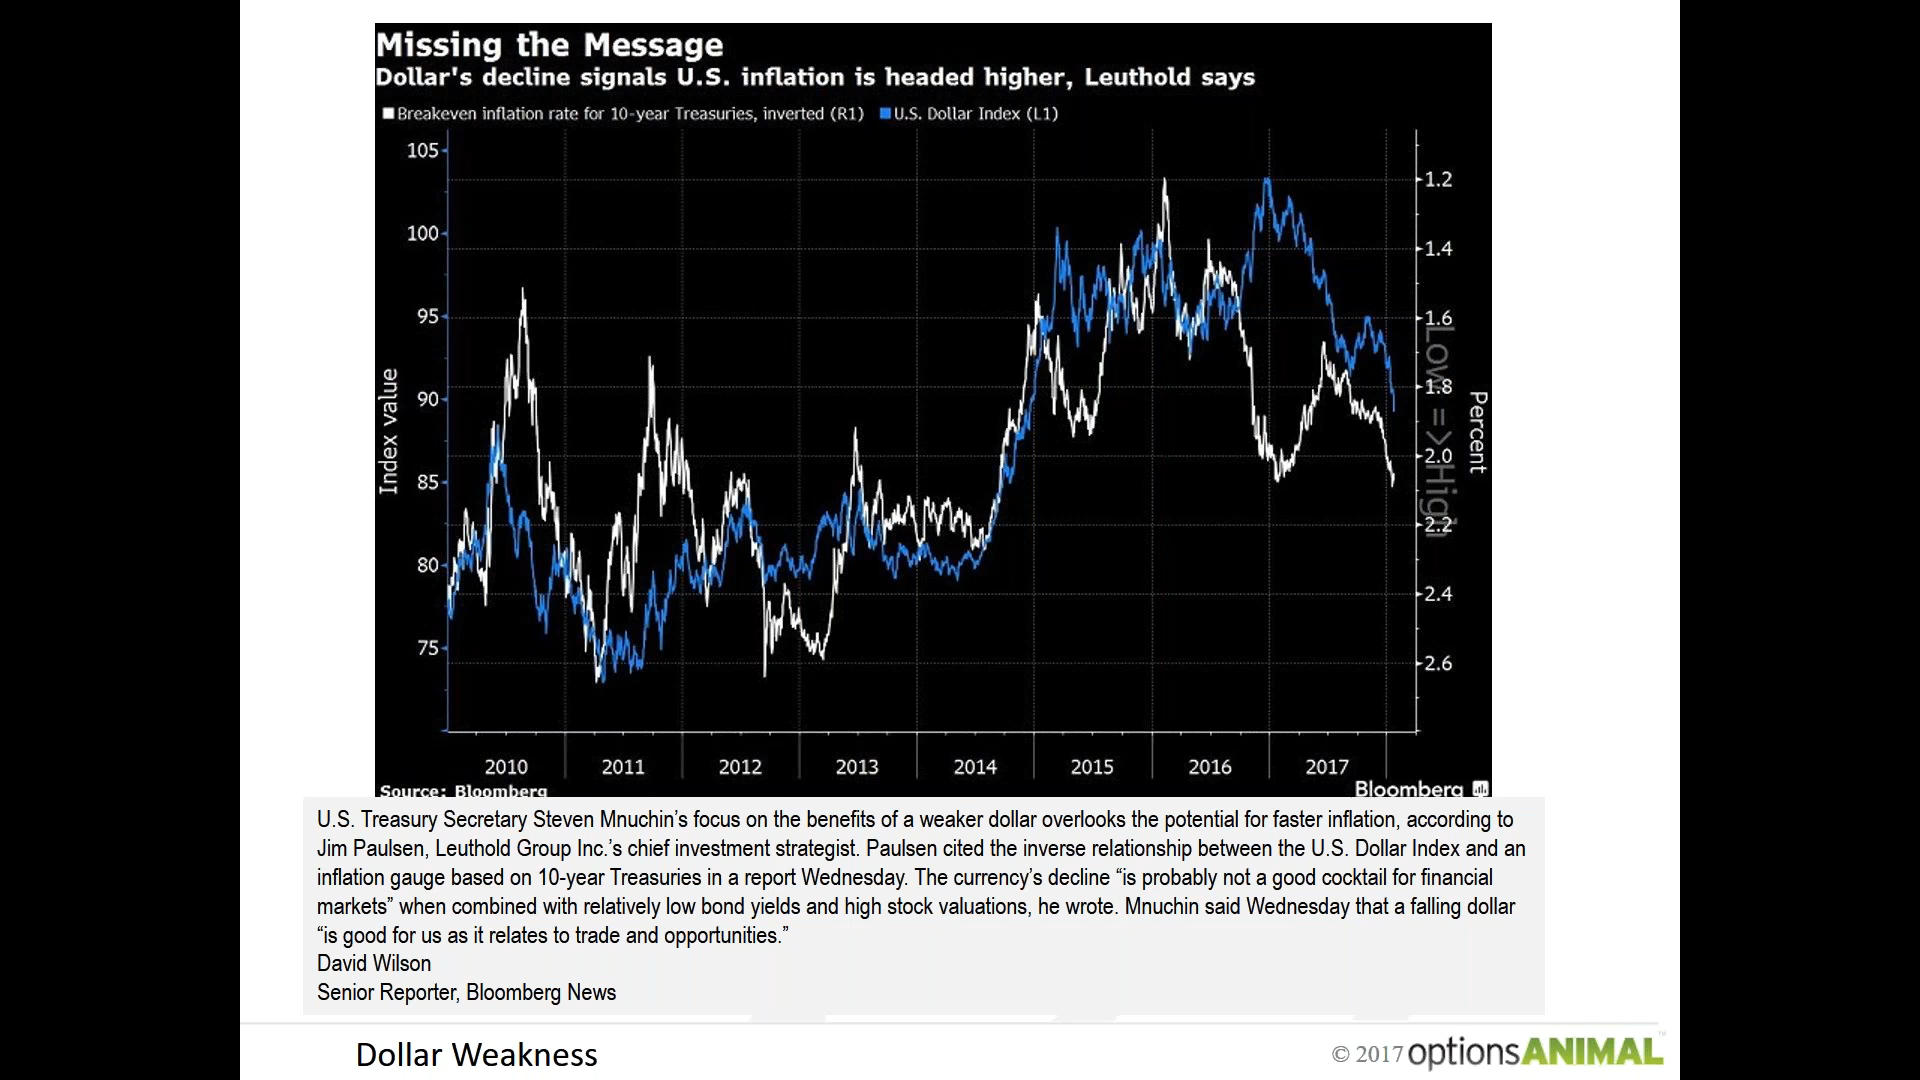 Missing the Message
Dollar's decline signals U.S. inflation is headed higher, Leuthold says
Breakeven inflation rate for 10-year Treasuries, inverted (R1) U.S. Dollar Index (L1)
105
100
95
90
85
80
75
Index value
1.2
1.4
1.6
1.8
2.0
2.2
2.4
2.6
Low =>High
Percent
2010 2011 2012 2013 2014 2015 2016 2017
Source: Bloomberg
Bloomberg
U.S. Treasury Secretary Steven Mnuchin’s focus on the benefits of a weaker dollar overlooks the potential for faster inflation, according to
Jim Paulsen, Leuthold Group Inc.’s chief investment strategist. Paulsen cited the inverse relationship between the U.S. Dollar Index and an
inflation gauge based on 10-year Treasuries in a report Wednesday. The currency’s decline “is probably not a good cocktail for financial
markets” when combined with relatively low bond yields and high stock valuations, he wrote. Mnuchin said Wednesday that a falling dollar
“is good for us as it relates to trade and opportunities.”
David Wilson
Senior Reporter, Bloomberg News
Dollar Weakness
© 2017 optionsANIMAL™